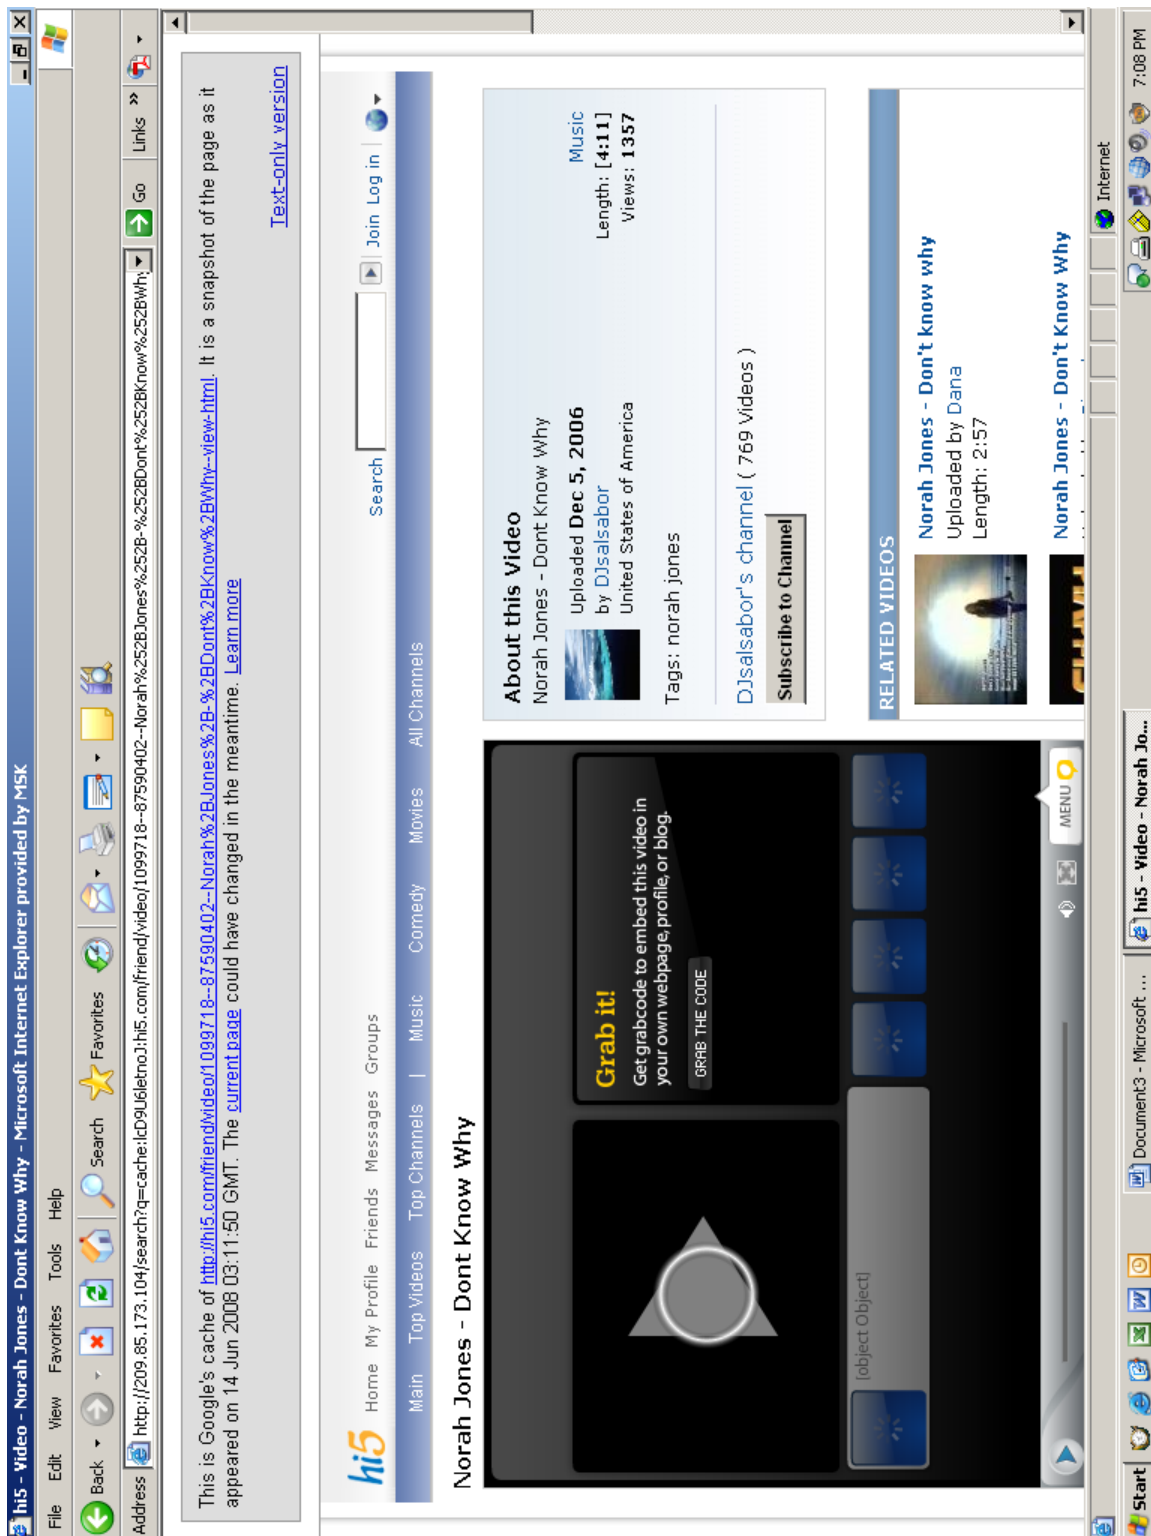 hi5 - Video - Norah Jones - Dont Know Why - Microsoft Internet Explorer provided by MSK
File Edit View Favorites Tools Help
Back Search Favorites
Address http://209.85.173.104/search?q=cache:lcD9U6letnoJ:hi5.com/friend/video/1099718--87590402--Norah%252BJones%252B-%252BDont%252BKnow%252BWhy Go Links »
This is Google's cache of http://hi5.com/friend/video/1099718--87590402--Norah%2BJones%2B-%2BDont%2BKnow%2BWhy--view-html. It is a snapshot of the page as it
appeared on 14 Jun 2008 03:11:50 GMT. The current page could have changed in the meantime. Learn more
Text-only version
hi5 Home My Profile Friends Messages Groups Search Join Log in
Main Top Videos Top Channels | Music Comedy Movies All Channels
Norah Jones - Dont Know Why
Grab it!
Get grabcode to embed this video in
your own webpage, profile, or blog.
GRAB THE CODE
[object Object]
MENU
About this Video
Norah Jones - Dont Know Why
Uploaded Dec 5, 2006
by DJsalsabor
United States of America
Music
Length: [4:11]
Views: 1357
Tags: norah jones
DJsalsabor's channel ( 769 Videos )
Subscribe to Channel
RELATED VIDEOS
Norah Jones - Don't know why
Uploaded by Dana
Length: 2:57
Norah Jones - Don't Know Why
Internet
Start Document3 - Microsoft ... hi5 - Video - Norah Jo... 7:08 PM